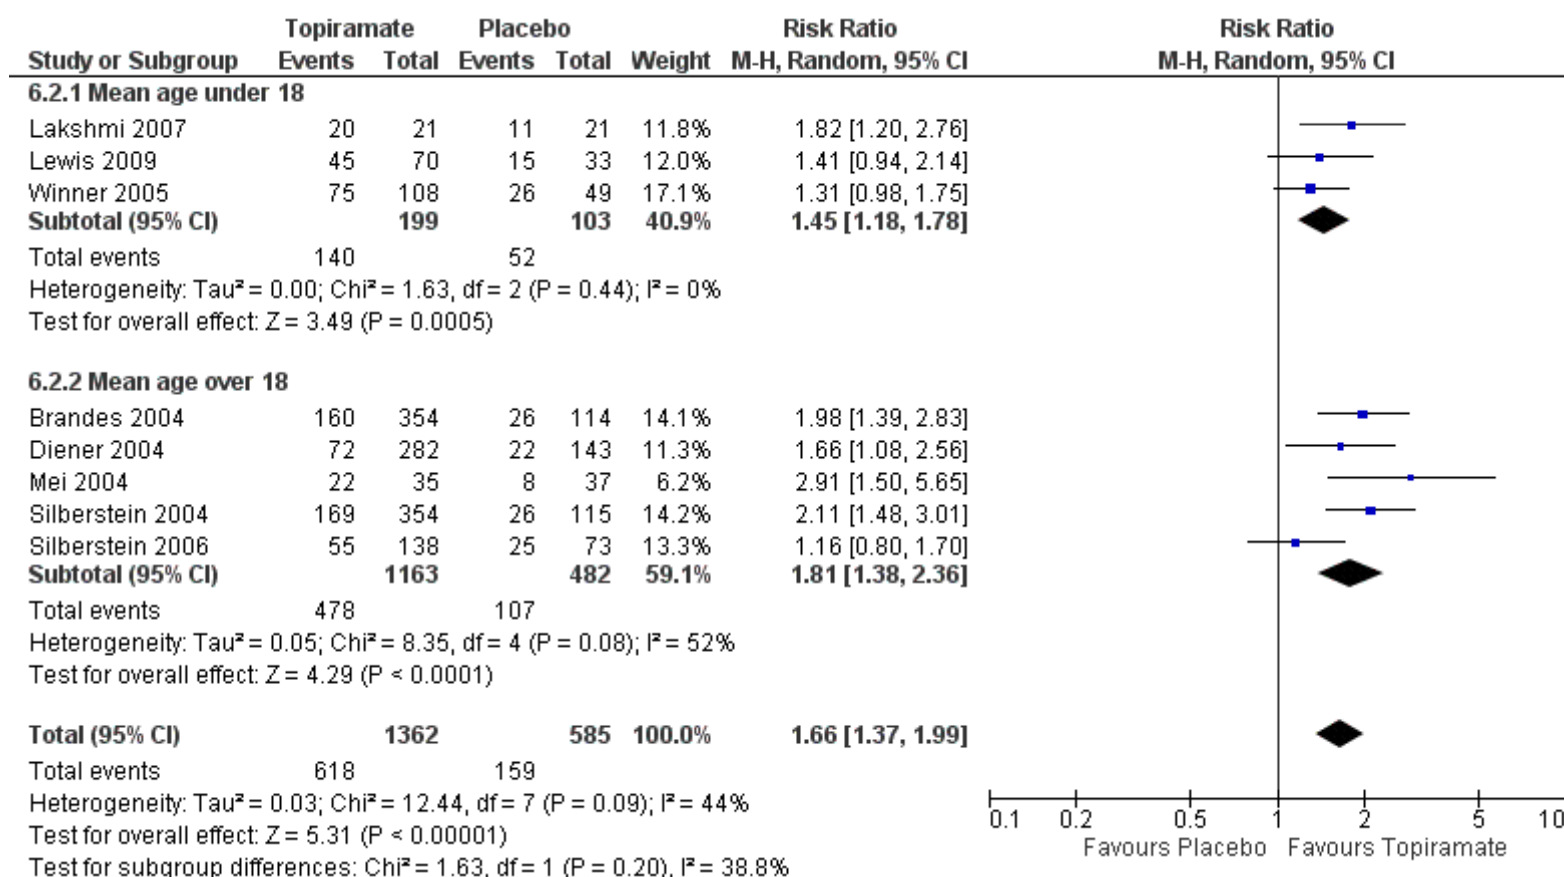 Topiramate Placebo Risk Ratio Risk Ratio
Study or Subgroup Events Total Events Total Weight M-H, Random, 95% CI M-H, Random, 95% CI
6.2.1 Mean age under 18
Lakshmi 2007 20 21 11 21 11.8% 1.82 [1.20, 2.76]
Lewis 2009 45 70 15 33 12.0% 1.41 [0.94, 2.14]
Winner 2005 75 108 26 49 17.1% 1.31 [0.98, 1.75]
Subtotal (95% CI) 199 103 40.9% 1.45 [1.18, 1.78]
Total events 140 52
Heterogeneity: Tau² = 0.00; Chi² = 1.63, df = 2 (P = 0.44); I² = 0%
Test for overall effect: Z = 3.49 (P = 0.0005)
6.2.2 Mean age over 18
Brandes 2004 160 354 26 114 14.1% 1.98 [1.39, 2.83]
Diener 2004 72 282 22 143 11.3% 1.66 [1.08, 2.56]
Mei 2004 22 35 8 37 6.2% 2.91 [1.50, 5.65]
Silberstein 2004 169 354 26 115 14.2% 2.11 [1.48, 3.01]
Silberstein 2006 55 138 25 73 13.3% 1.16 [0.80, 1.70]
Subtotal (95% CI) 1163 482 59.1% 1.81 [1.38, 2.36]
Total events 478 107
Heterogeneity: Tau² = 0.05; Chi² = 8.35, df = 4 (P = 0.08); I² = 52%
Test for overall effect: Z = 4.29 (P < 0.0001)
Total (95% CI) 1362 585 100.0% 1.66 [1.37, 1.99]
Total events 618 159
Heterogeneity: Tau² = 0.03; Chi² = 12.44, df = 7 (P = 0.09); I² = 44%
Test for overall effect: Z = 5.31 (P < 0.00001)
Test for subgroup differences: Chi² = 1.63, df = 1 (P = 0.20), I² = 38.8%
0.1 0.2 0.5 1 2 5 10
Favours Placebo Favours Topiramate